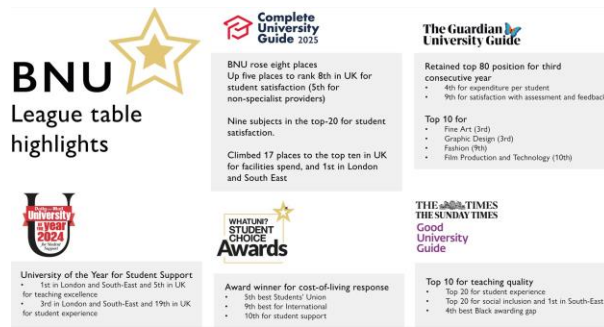 BNU
League table
highlights
Complete
University
Guide 2025
BNU rose eight places
Up five places to rank 8th in UK for
student satisfaction (5th for
non-specialist providers)
Nine subjects in the top-20 for student
satisfaction.
Climbed 17 places to the top ten in UK
for facilities spend, and 1st in London
and South East
The Guardian
University Guide
Retained top 80 position for third
consecutive year
• 4th for expenditure per student
• 9th for satisfaction with assessment and feedback
Top 10 for
• Fine Art (3rd)
• Graphic Design (3rd)
• Fashion (9th)
• Film Production and Technology (10th)
Daily Mail
University
of the year
2024
for Student
Support
University of the Year for Student Support
• 1st in London and South-East and 5th in UK
for teaching excellence
• 3rd in London and South-East and 19th in UK
for student experience
WHATUNI?
STUDENT
CHOICE
Awards
Award winner for cost-of-living response
• 5th best Students' Union
• 9th best for International
• 10th for student support
THE TIMES
THE SUNDAY TIMES
Good
University
Guide
Top 10 for teaching quality
• Top 20 for student experience
• Top 20 for social inclusion and 1st in South-East
• 4th best Black awarding gap